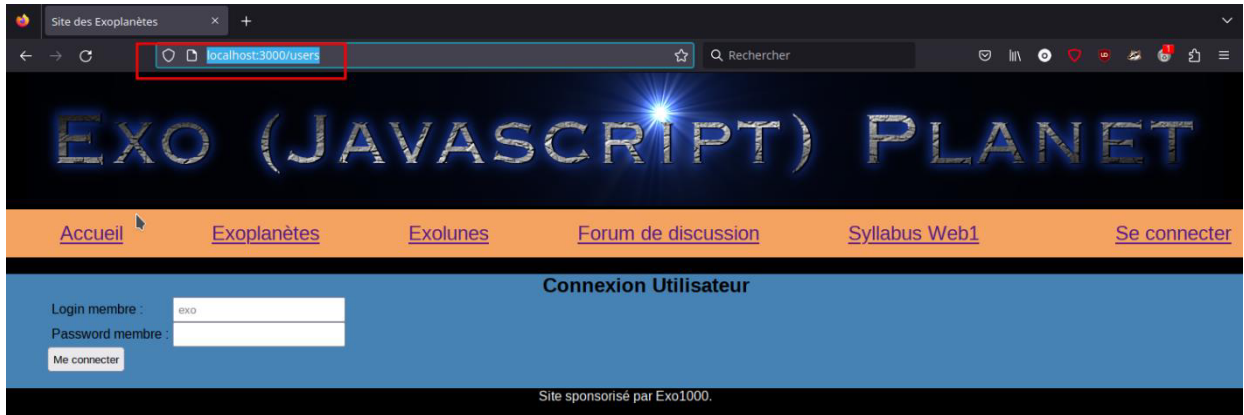 Site des Exoplanètes
localhost:3000/users
Rechercher
1
EXO (JAVASCRIPT) PLANET
Accueil Exoplanètes Exolunes Forum de discussion Syllabus Web1 Se connecter
Connexion Utilisateur
Login membre : exo
Password membre :
Me connecter
Site sponsorisé par Exo1000.